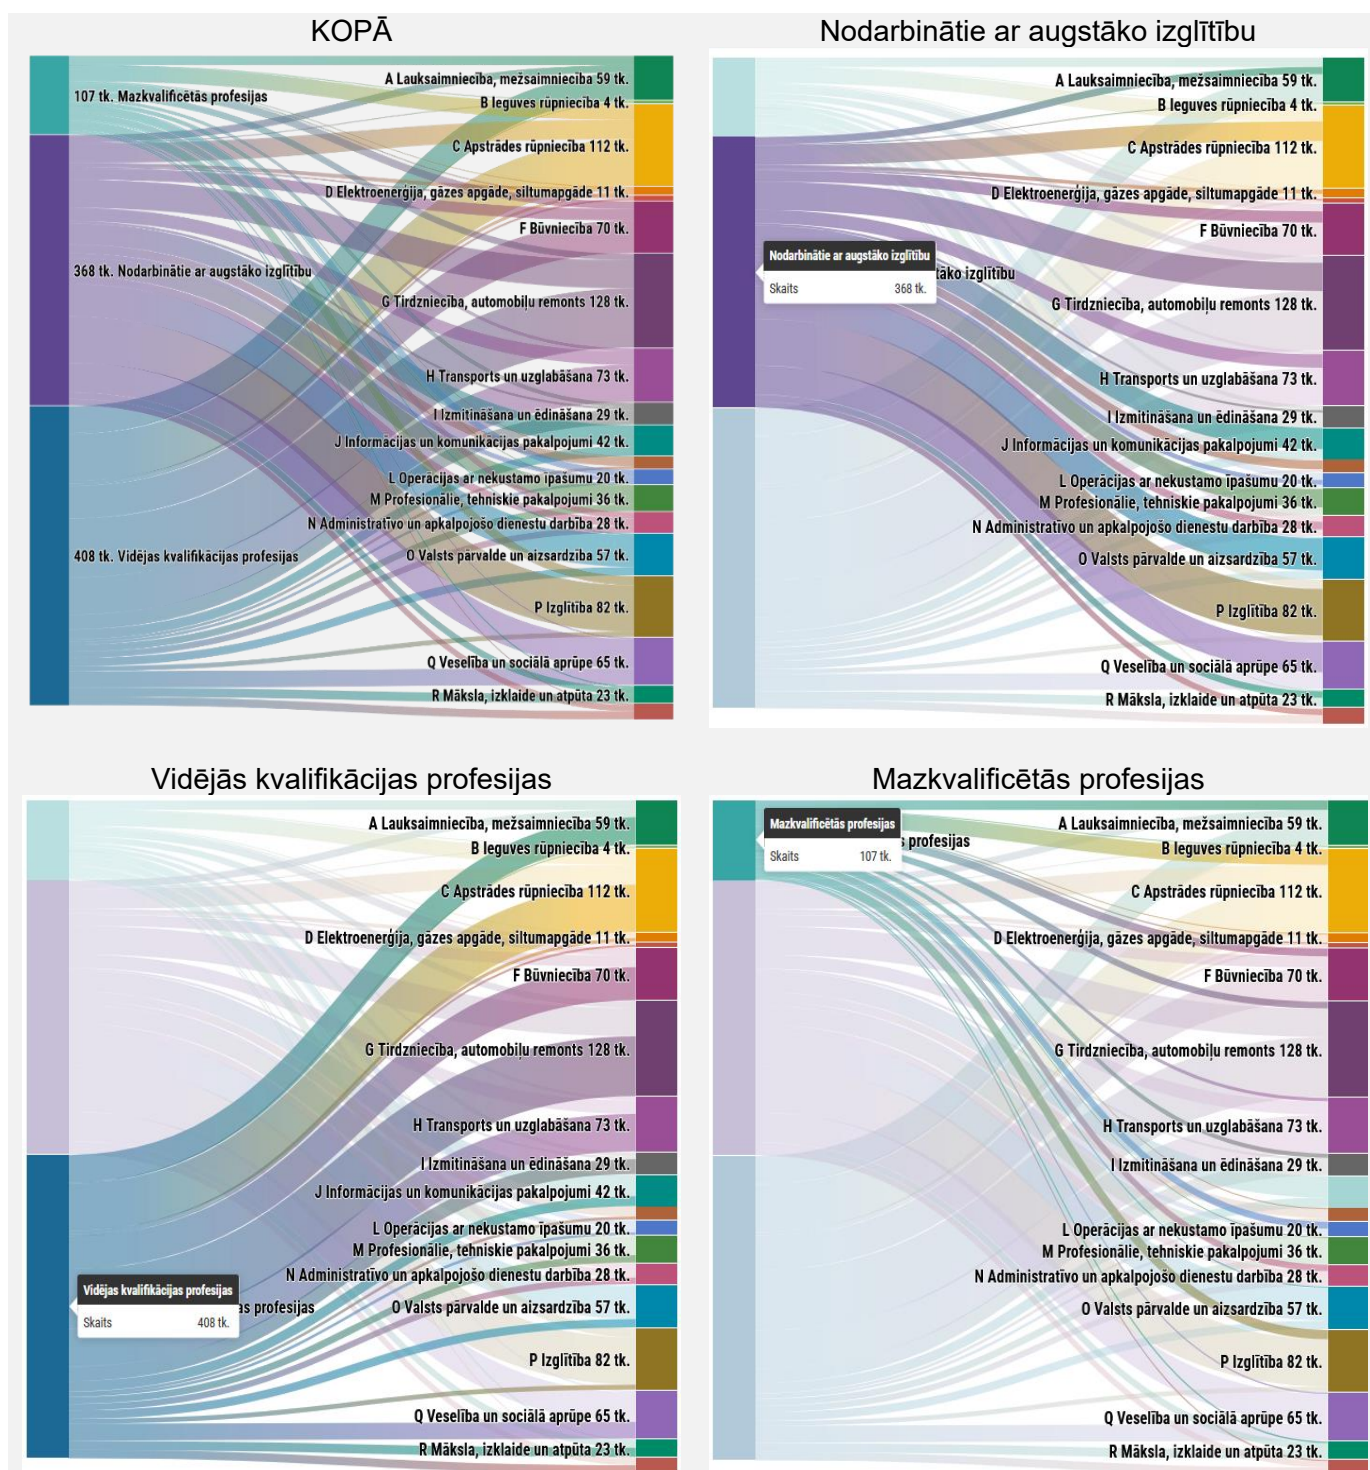 KOPĀ
107 tk. Mazkvalificētās profesijas
368 tk. Nodarbinātie ar augstāko izglītību
408 tk. Vidējas kvalifikācijas profesijas
A Lauksaimniecība, mežsaimniecība 59 tk.
B Ieguves rūpniecība 4 tk.
C Apstrādes rūpniecība 112 tk.
D Elektroenerģija, gāzes apgāde, siltumapgāde 11 tk.
F Būvniecība 70 tk.
G Tirdzniecība, automobiļu remonts 128 tk.
H Transports un uzglabāšana 73 tk.
I Izmitināšana un ēdināšana 29 tk.
J Informācijas un komunikācijas pakalpojumi 42 tk.
L Operācijas ar nekustamo īpašumu 20 tk.
M Profesionālie, tehniskie pakalpojumi 36 tk.
N Administratīvo un apkalpojošo dienestu darbība 28 tk.
O Valsts pārvalde un aizsardzība 57 tk.
P Izglītība 82 tk.
Q Veselība un sociālā aprūpe 65 tk.
R Māksla, izklaide un atpūta 23 tk.
Nodarbinātie ar augstāko izglītību
Nodarbinātie ar augstāko izglītību
Skaits 368 tk.
tāko izglītību
A Lauksaimniecība, mežsaimniecība 59 tk.
B Ieguves rūpniecība 4 tk.
C Apstrādes rūpniecība 112 tk.
D Elektroenerģija, gāzes apgāde, siltumapgāde 11 tk.
F Būvniecība 70 tk.
G Tirdzniecība, automobiļu remonts 128 tk.
H Transports un uzglabāšana 73 tk.
I Izmitināšana un ēdināšana 29 tk.
J Informācijas un komunikācijas pakalpojumi 42 tk.
L Operācijas ar nekustamo īpašumu 20 tk.
M Profesionālie, tehniskie pakalpojumi 36 tk.
N Administratīvo un apkalpojošo dienestu darbība 28 tk.
O Valsts pārvalde un aizsardzība 57 tk.
P Izglītība 82 tk.
Q Veselība un sociālā aprūpe 65 tk.
R Māksla, izklaide un atpūta 23 tk.
Vidējās kvalifikācijas profesijas
Vidējas kvalifikācijas profesijas
Skaits 408 tk.
as profesijas
A Lauksaimniecība, mežsaimniecība 59 tk.
B Ieguves rūpniecība 4 tk.
C Apstrādes rūpniecība 112 tk.
D Elektroenerģija, gāzes apgāde, siltumapgāde 11 tk.
F Būvniecība 70 tk.
G Tirdzniecība, automobiļu remonts 128 tk.
H Transports un uzglabāšana 73 tk.
I Izmitināšana un ēdināšana 29 tk.
J Informācijas un komunikācijas pakalpojumi 42 tk.
L Operācijas ar nekustamo īpašumu 20 tk.
M Profesionālie, tehniskie pakalpojumi 36 tk.
N Administratīvo un apkalpojošo dienestu darbība 28 tk.
O Valsts pārvalde un aizsardzība 57 tk.
P Izglītība 82 tk.
Q Veselība un sociālā aprūpe 65 tk.
R Māksla, izklaide un atpūta 23 tk.
Mazkvalificētās profesijas
Mazkvalificētās profesijas
Skaits 107 tk.
s profesijas
A Lauksaimniecība, mežsaimniecība 59 tk.
B Ieguves rūpniecība 4 tk.
C Apstrādes rūpniecība 112 tk.
D Elektroenerģija, gāzes apgāde, siltumapgāde 11 tk.
F Būvniecība 70 tk.
G Tirdzniecība, automobiļu remonts 128 tk.
H Transports un uzglabāšana 73 tk.
I Izmitināšana un ēdināšana 29 tk.
L Operācijas ar nekustamo īpašumu 20 tk.
M Profesionālie, tehniskie pakalpojumi 36 tk.
N Administratīvo un apkalpojošo dienestu darbība 28 tk.
O Valsts pārvalde un aizsardzība 57 tk.
P Izglītība 82 tk.
Q Veselība un sociālā aprūpe 65 tk.
R Māksla, izklaide un atpūta 23 tk.